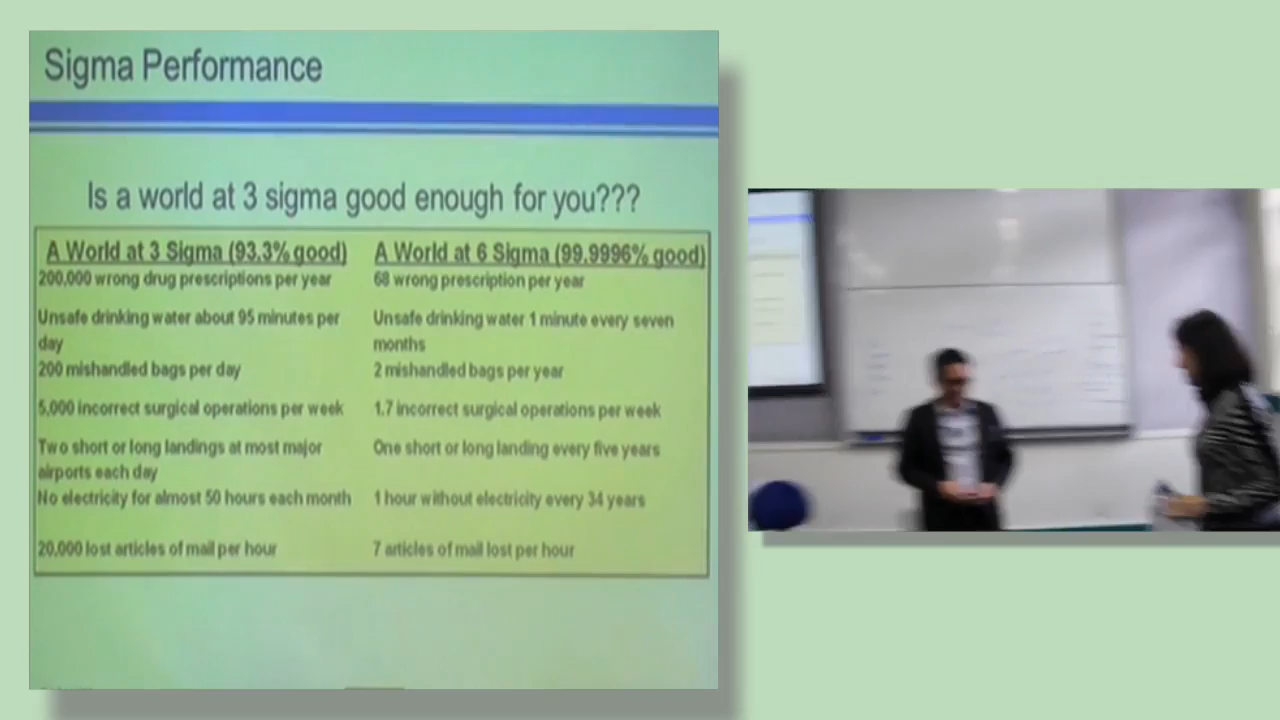 Sigma Performance
Is a world at 3 sigma good enough for you???
A World at 3 Sigma (93.3% good)
200,000 wrong drug prescriptions per year
Unsafe drinking water about 95 minutes per
day
200 mishandled bags per day
5,000 incorrect surgical operations per week
Two short or long landings at most major
airports each day
No electricity for almost 50 hours each month
20,000 lost articles of mail per hour
A World at 6 Sigma (99.9996% good)
68 wrong prescription per year
Unsafe drinking water 1 minute every seven
months
2 mishandled bags per year
1.7 incorrect surgical operations per week
One short or long landing every five years
1 hour without electricity every 34 years
7 articles of mail lost per hour